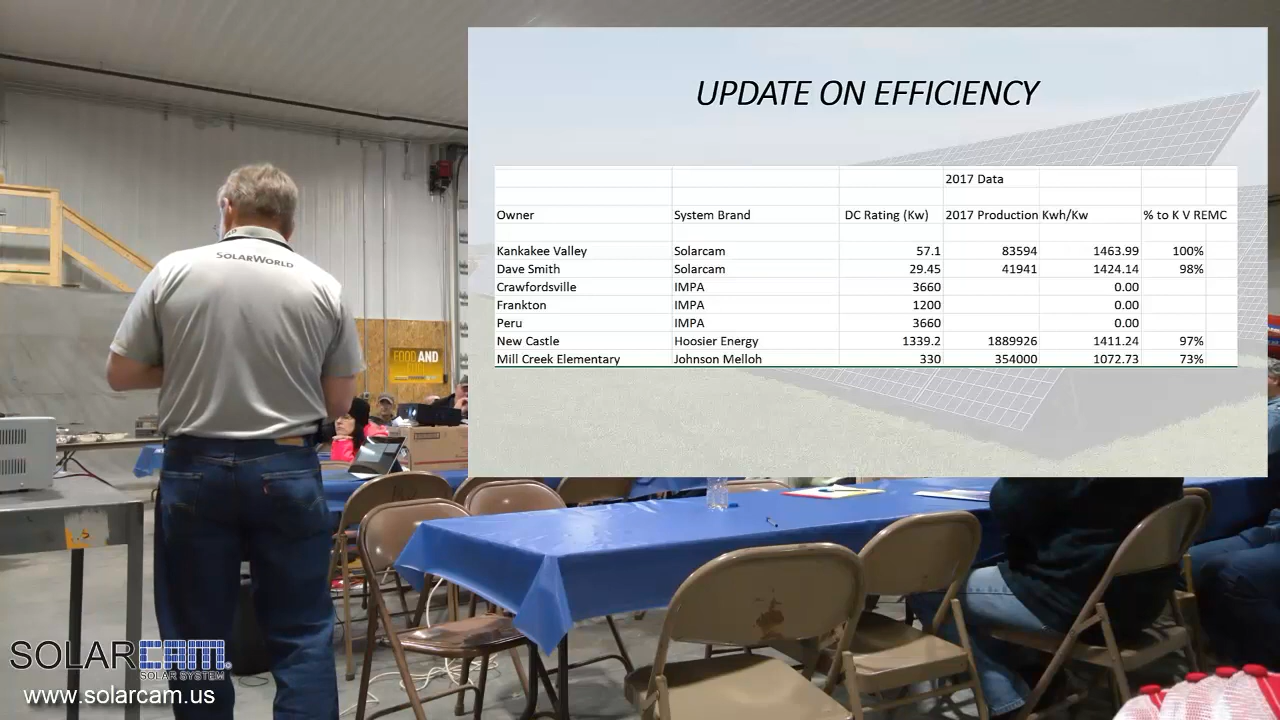 UPDATE ON EFFICIENCY
2017 Data
Owner System Brand DC Rating (Kw) 2017 Production Kwh/Kw % to K V REMC
Kankakee Valley Solarcam 57.1 83594 1463.99 100%
Dave Smith Solarcam 29.45 41941 1424.14 98%
Crawfordsville IMPA 3660 0.00
Frankton IMPA 1200 0.00
Peru IMPA 3660 0.00
New Castle Hoosier Energy 1339.2 1889926 1411.24 97%
Mill Creek Elementary Johnson Melloh 330 354000 1072.73 73%
SOLARWORLD
FOOD AND
SOLARCAM
SOLAR SYSTEM
www.solarcam.us